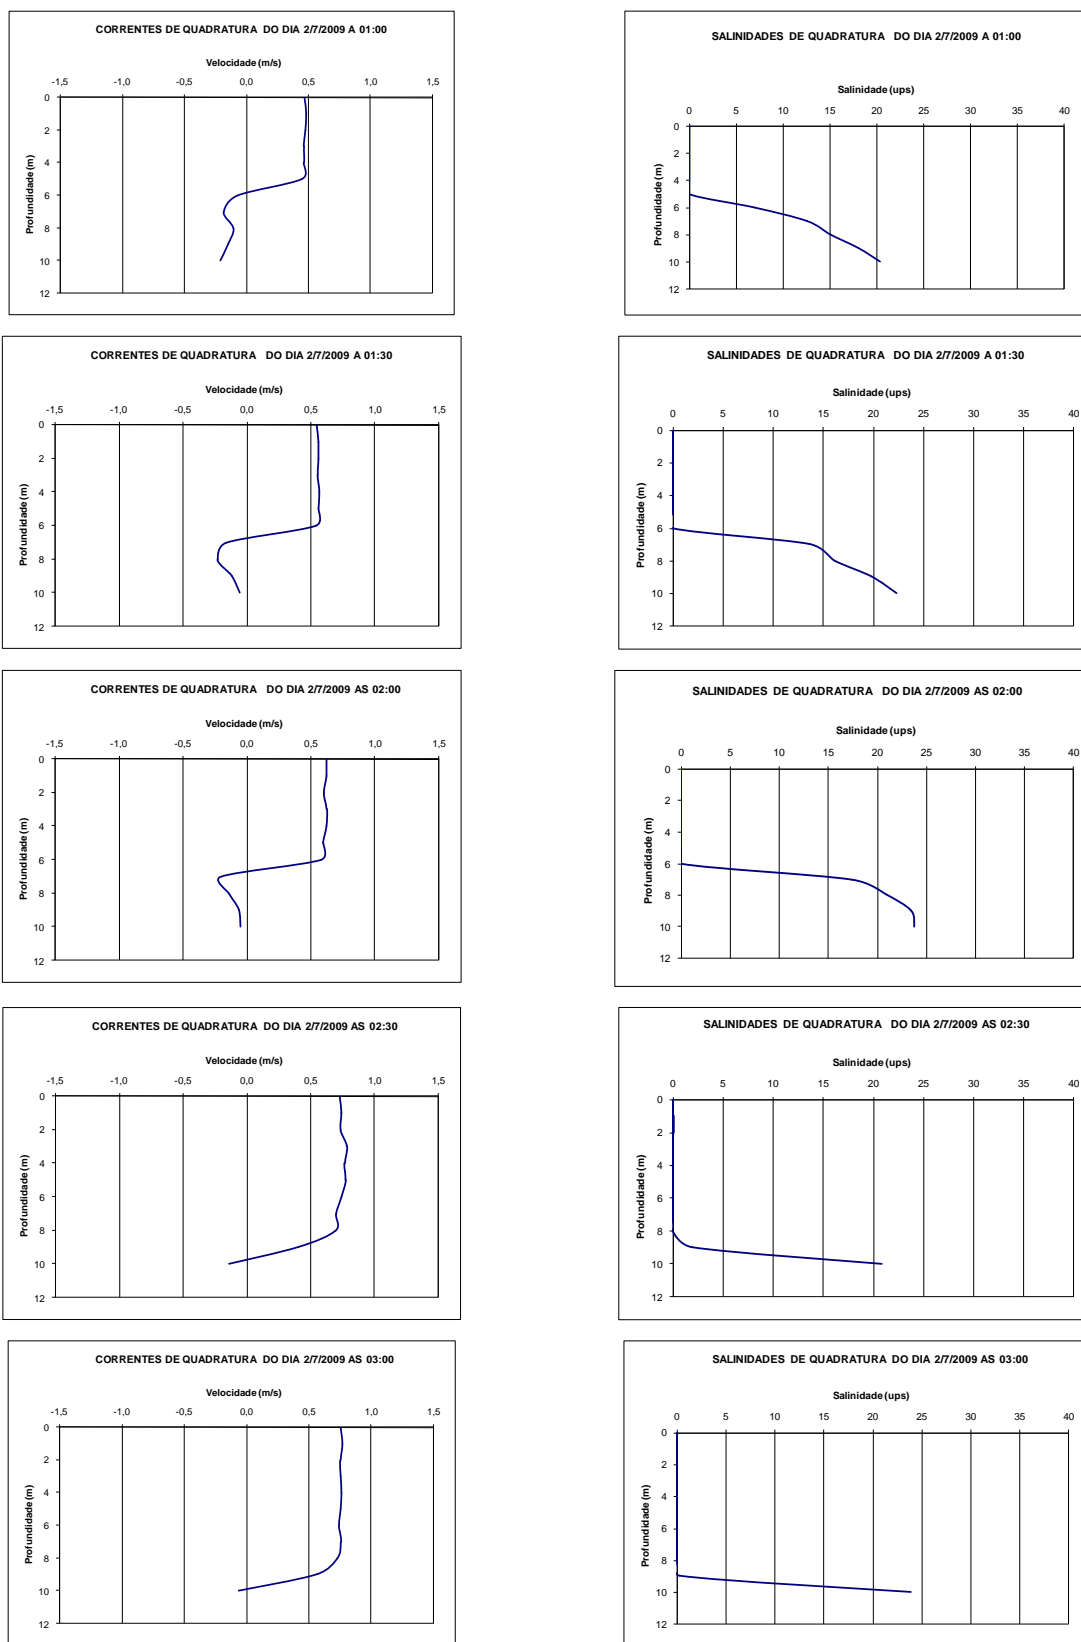 CORRENTES DE QUADRATURA DO DIA 2/7/2009 A 01:00
Velocidade (m/s)
-1,5 -1,0 -0,5 0,0 0,5 1,0 1,5
0
2
4
6
8
10
12
Profundidade (m)
SALINIDADES DE QUADRATURA DO DIA 2/7/2009 A 01:00
Salinidade (ups)
0 5 10 15 20 25 30 35 40
0
2
4
6
8
10
12
Profundidade (m)
CORRENTES DE QUADRATURA DO DIA 2/7/2009 A 01:30
Velocidade (m/s)
-1,5 -1,0 -0,5 0,0 0,5 1,0 1,5
0
2
4
6
8
10
12
Profundidade (m)
SALINIDADES DE QUADRATURA DO DIA 2/7/2009 A 01:30
Salinidade (ups)
0 5 10 15 20 25 30 35 40
0
2
4
6
8
10
12
Profundidade (m)
CORRENTES DE QUADRATURA DO DIA 2/7/2009 AS 02:00
Velocidade (m/s)
-1,5 -1,0 -0,5 0,0 0,5 1,0 1,5
0
2
4
6
8
10
12
Profundidade (m)
SALINIDADES DE QUADRATURA DO DIA 2/7/2009 AS 02:00
Salinidade (ups)
0 5 10 15 20 25 30 35 40
0
2
4
6
8
10
12
Profundidade (m)
CORRENTES DE QUADRATURA DO DIA 2/7/2009 AS 02:30
Velocidade (m/s)
-1,5 -1,0 -0,5 0,0 0,5 1,0 1,5
0
2
4
6
8
10
12
Profundidade (m)
SALINIDADES DE QUADRATURA DO DIA 2/7/2009 AS 02:30
Salinidade (ups)
0 5 10 15 20 25 30 35 40
0
2
4
6
8
10
12
Profundidade (m)
CORRENTES DE QUADRATURA DO DIA 2/7/2009 AS 03:00
Velocidade (m/s)
-1,5 -1,0 -0,5 0,0 0,5 1,0 1,5
0
2
4
6
8
10
12
Profundidade (m)
SALINIDADES DE QUADRATURA DO DIA 2/7/2009 AS 03:00
Salinidade (ups)
0 5 10 15 20 25 30 35 40
0
2
4
6
8
10
12
Profundidade (m)